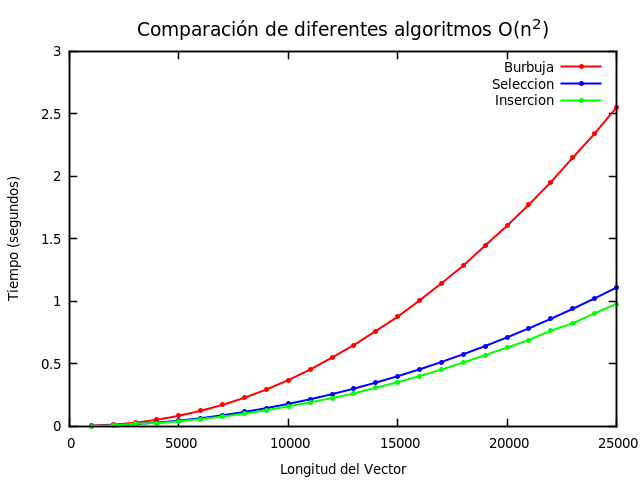 Comparación de diferentes algoritmos O(n²)
Burbuja
Seleccion
Insercion
Tiempo (segundos)
3
2.5
2
1.5
1
0.5
0
0 5000 10000 15000 20000 25000
Longitud del Vector